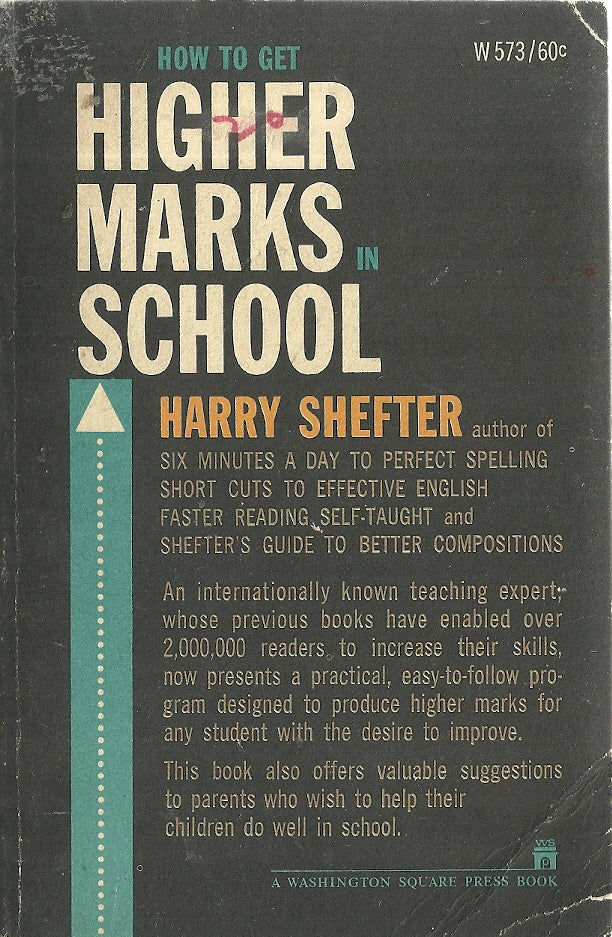 HOW TO GET
W573/60c
HIGHER
MARKS IN
SCHOOL
HARRY SHEFTER author of
SIX MINUTES A DAY TO PERFECT SPELLING
SHORT CUTS TO EFFECTIVE ENGLISH
FASTER READING SELF-TAUGHT and
SHEFTER'S GUIDE TO BETTER COMPOSITIONS
An internationally known teaching expert,
whose previous books have enabled over
2,000,000 readers to increase their skills,
now presents a practical, easy-to-follow pro-
gram designed to produce higher marks for
any student with the desire to improve.
This book also offers valuable suggestions
to parents who wish to help their
children do well in school.
WS
A WASHINGTON SQUARE PRESS BOOK